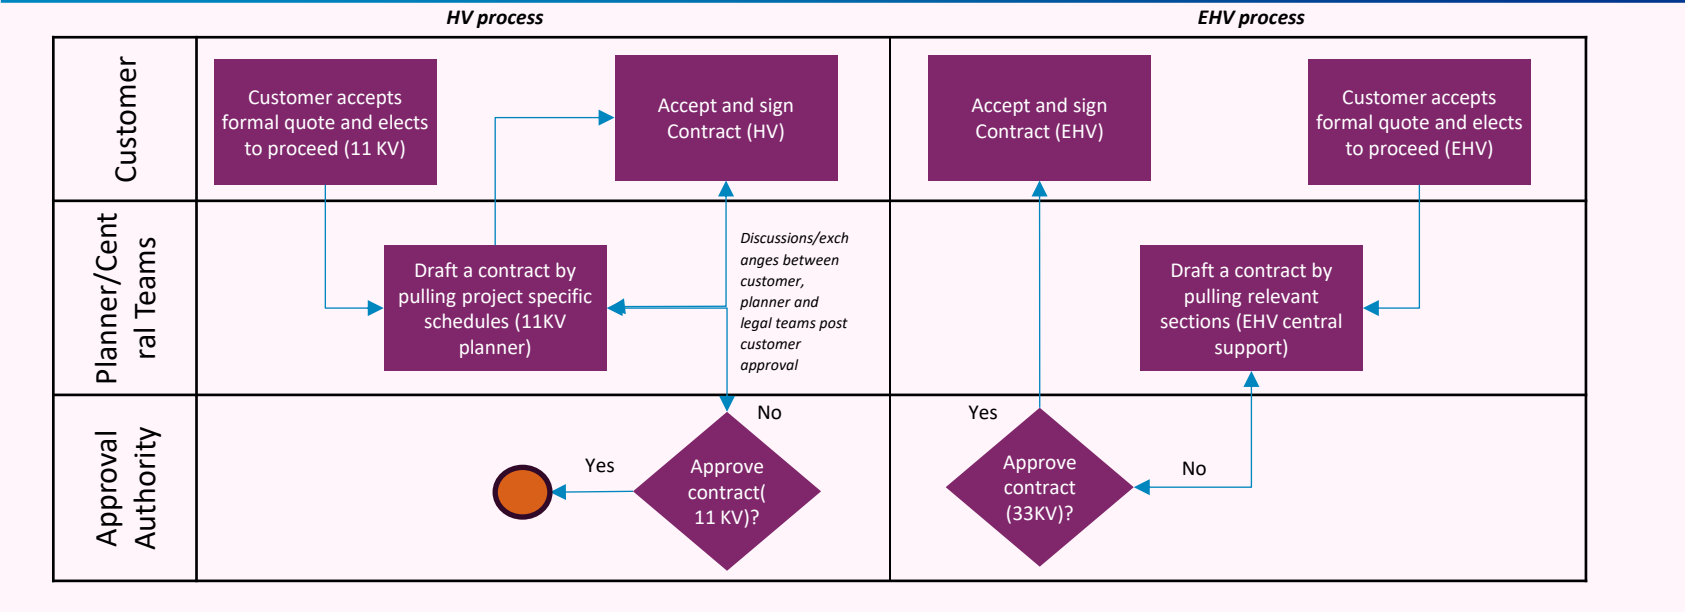 HV process
EHV process
Customer
Customer accepts
formal quote and elects
to proceed (11 KV)
Accept and sign
Contract (HV)
Accept and sign
Contract (EHV)
Customer accepts
formal quote and elects
to proceed (EHV)
Planner/Cent
ral Teams
Draft a contract by
pulling project specific
schedules (11KV
planner)
Discussions/exch
anges between
customer,
planner and
legal teams post
customer
approval
Draft a contract by
pulling relevant
sections (EHV central
support)
Approval
Authority
Yes
No
Approve
contract(
11 KV)?
Yes
Approve
contract
(33KV)?
No